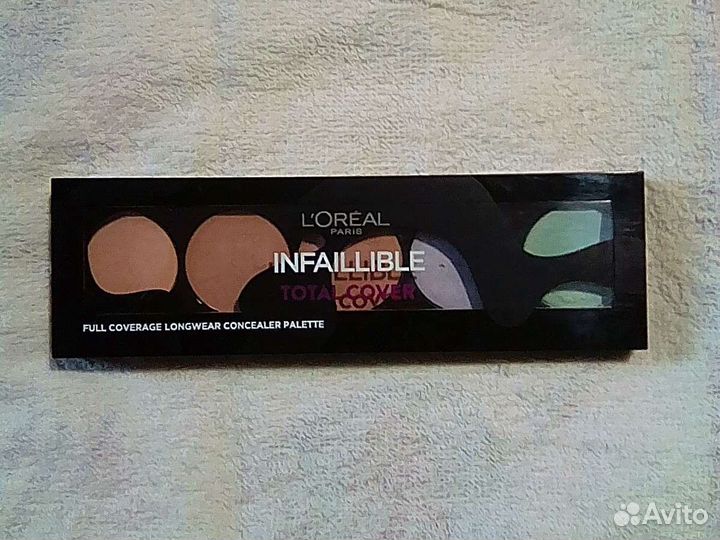 L'ORÉAL
PARIS
INFAILLIBLE
TOTAL COVER
FULL COVERAGE LONGWEAR CONCEALER PALETTE
Avito